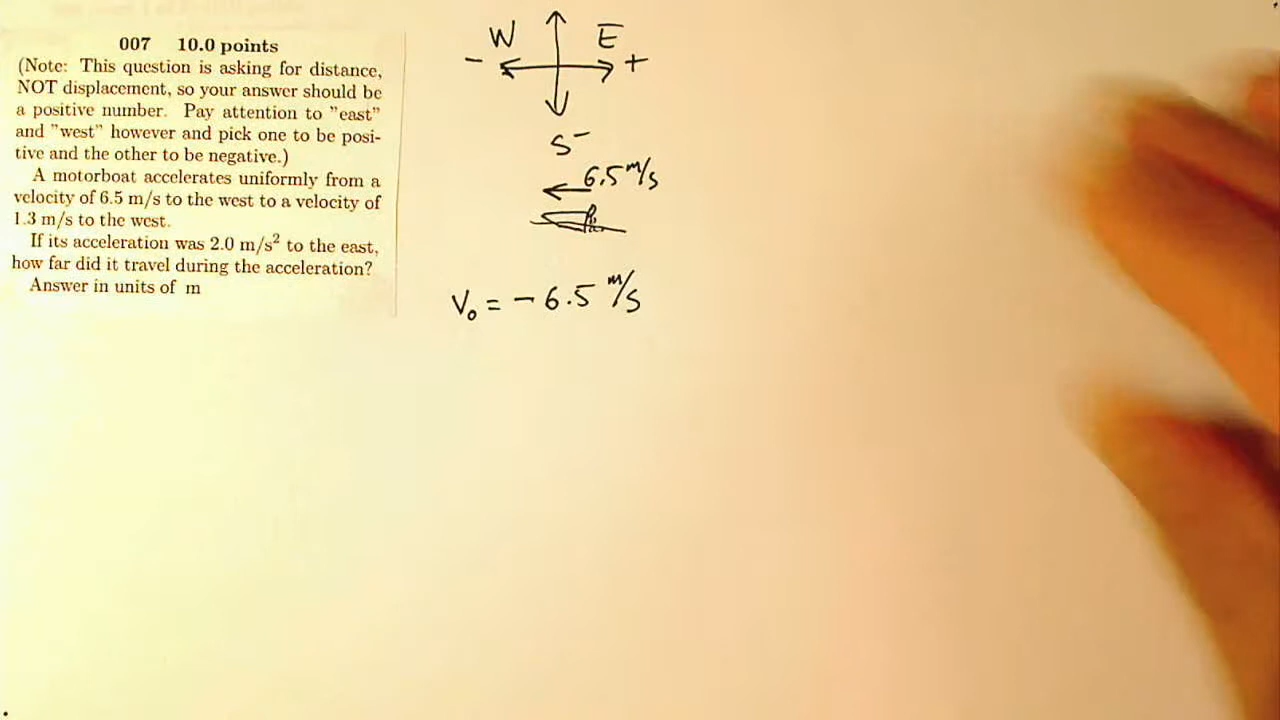 007 10.0 points
(Note: This question is asking for distance,
NOT displacement, so your answer should be
a positive number. Pay attention to "east"
and "west" however and pick one to be posi-
tive and the other to be negative.)
A motorboat accelerates uniformly from a
velocity of 6.5 m/s to the west to a velocity of
1.3 m/s to the west.
If its acceleration was 2.0 m/s² to the east,
how far did it travel during the acceleration?
Answer in units of m
W E
- +
S -
6.5 m/s
V₀ = -6.5 m/s